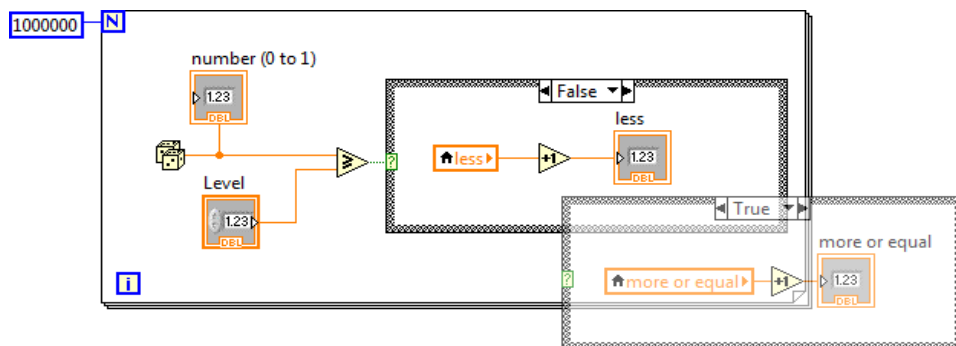 1000000
N
number (0 to 1)
1.23
DBL
Level
1.23
DBL
?
False
less
less
+1
1.23
DBL
i
True
more or equal
?
more or equal
+1
1.23
DBL